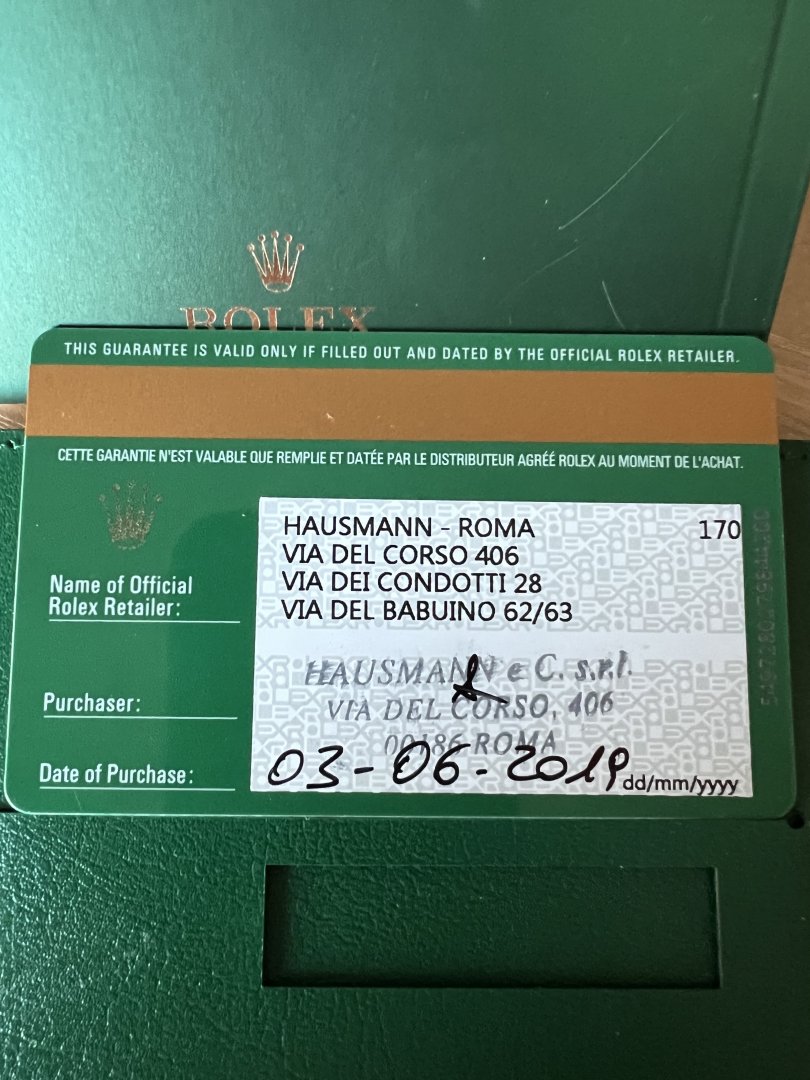 ROLEX
THIS GUARANTEE IS VALID ONLY IF FILLED OUT AND DATED BY THE OFFICIAL ROLEX RETAILER.
CETTE GARANTIE N'EST VALABLE QUE REMPLIE ET DATÉE PAR LE DISTRIBUTEUR AGRÉÉ ROLEX AU MOMENT DE L'ACHAT.
HAUSMANN - ROMA 170
VIA DEL CORSO 406
VIA DEI CONDOTTI 28
VIA DEL BABUINO 62/63
Name of Official
Rolex Retailer:
HAUSMANN e C. s.r.l.
VIA DEL CORSO, 406
00186 ROMA
Purchaser:
Date of Purchase:
03-06-2019
dd/mm/yyyy